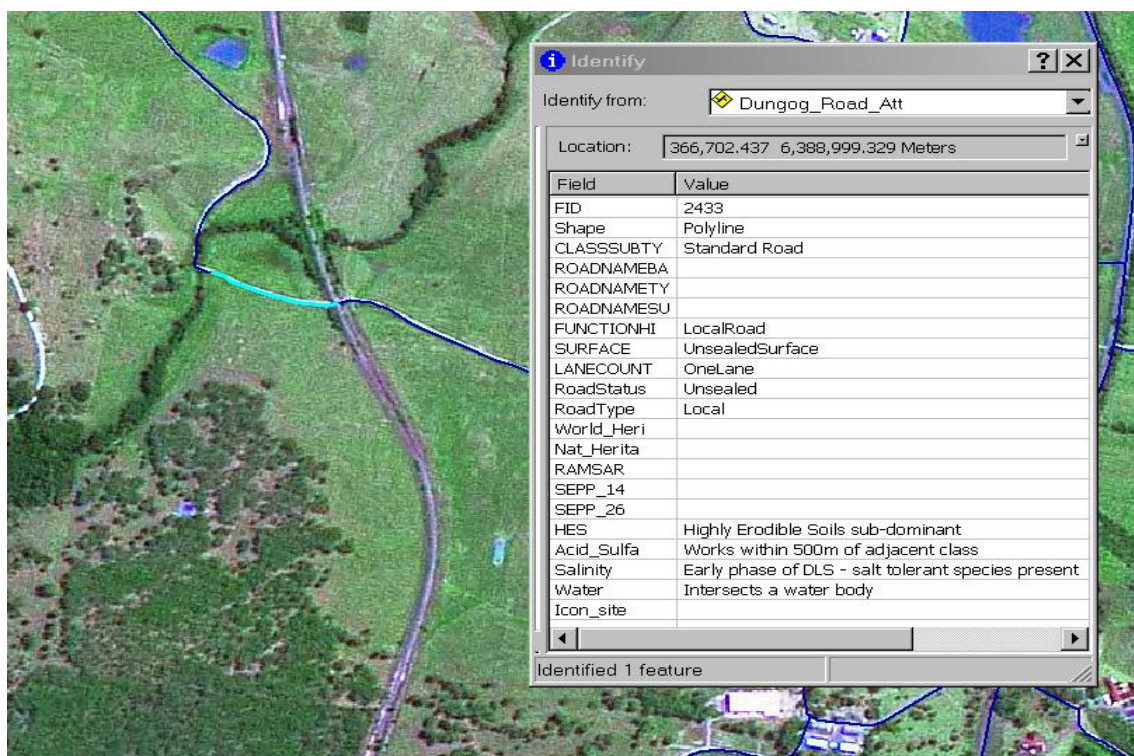 Identify
Identify from: Dungog_Road_Att
Location: 366,702.437 6,388,999.329 Meters
Field Value
FID 2433
Shape Polyline
CLASSSUBTY Standard Road
ROADNAMEBA
ROADNAMETY
ROADNAMESU
FUNCTIONHI LocalRoad
SURFACE UnsealedSurface
LANECOUNT OneLane
RoadStatus Unsealed
RoadType Local
World_Heri
Nat_Herita
RAMSAR
SEPP_14
SEPP_26
HES Highly Erodible Soils sub-dominant
Acid_Sulfa Works within 500m of adjacent class
Salinity Early phase of DLS - salt tolerant species present
Water Intersects a water body
Icon_site
Identified 1 feature